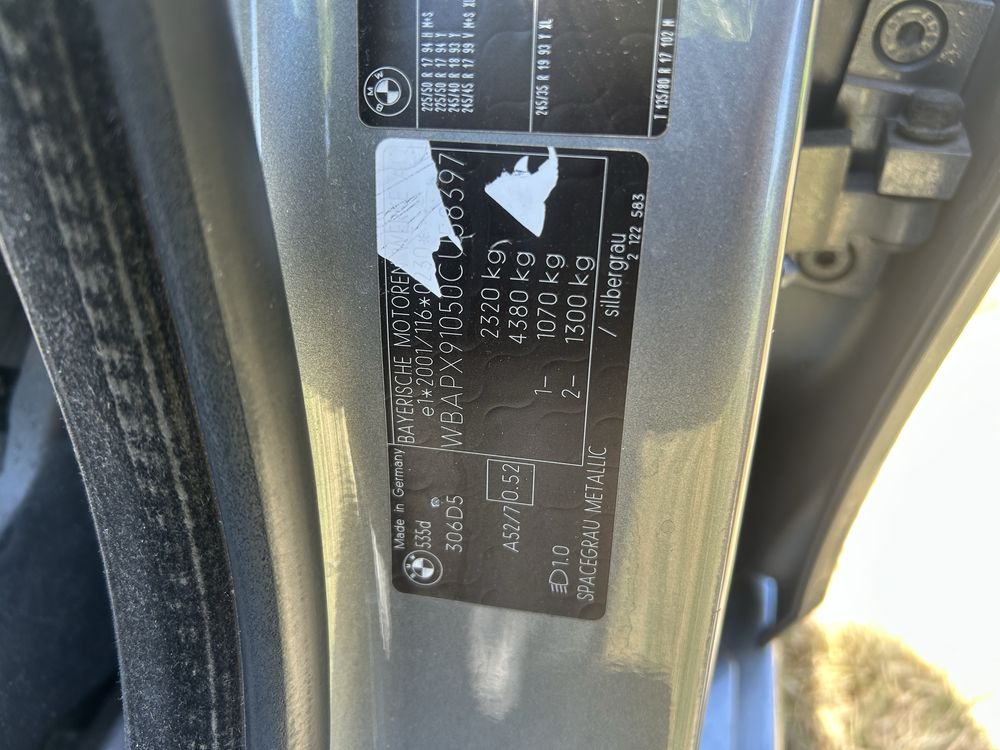 BMW
225/50 R 17 94 H M+S
225/50 R 17 94 Y
245/40 R 18 93 Y
245/45 R 17 99 V M+S
245/35 R 19 93 Y XL
T 135/80 R 17 102 M
Made in Germany
BAYERISCHE MOTOREN
535d
e1*2001/116*
306D5
2320 kg
4380 kg
1- 1070 kg
2- 1300 kg
A52/7 0.52
1.0
SPACEGRAU METALLIC / silbergrau
2 122 583